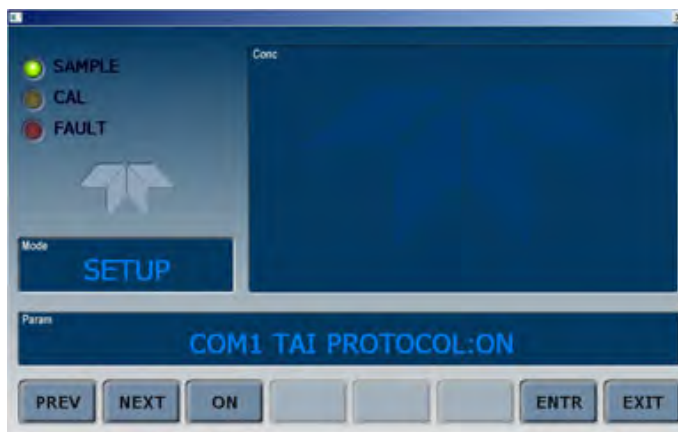 SAMPLE
CAL
FAULT
Conc
Mode
SETUP
Param
COM1 TAI PROTOCOL:ON
PREV NEXT ON ENTR EXIT